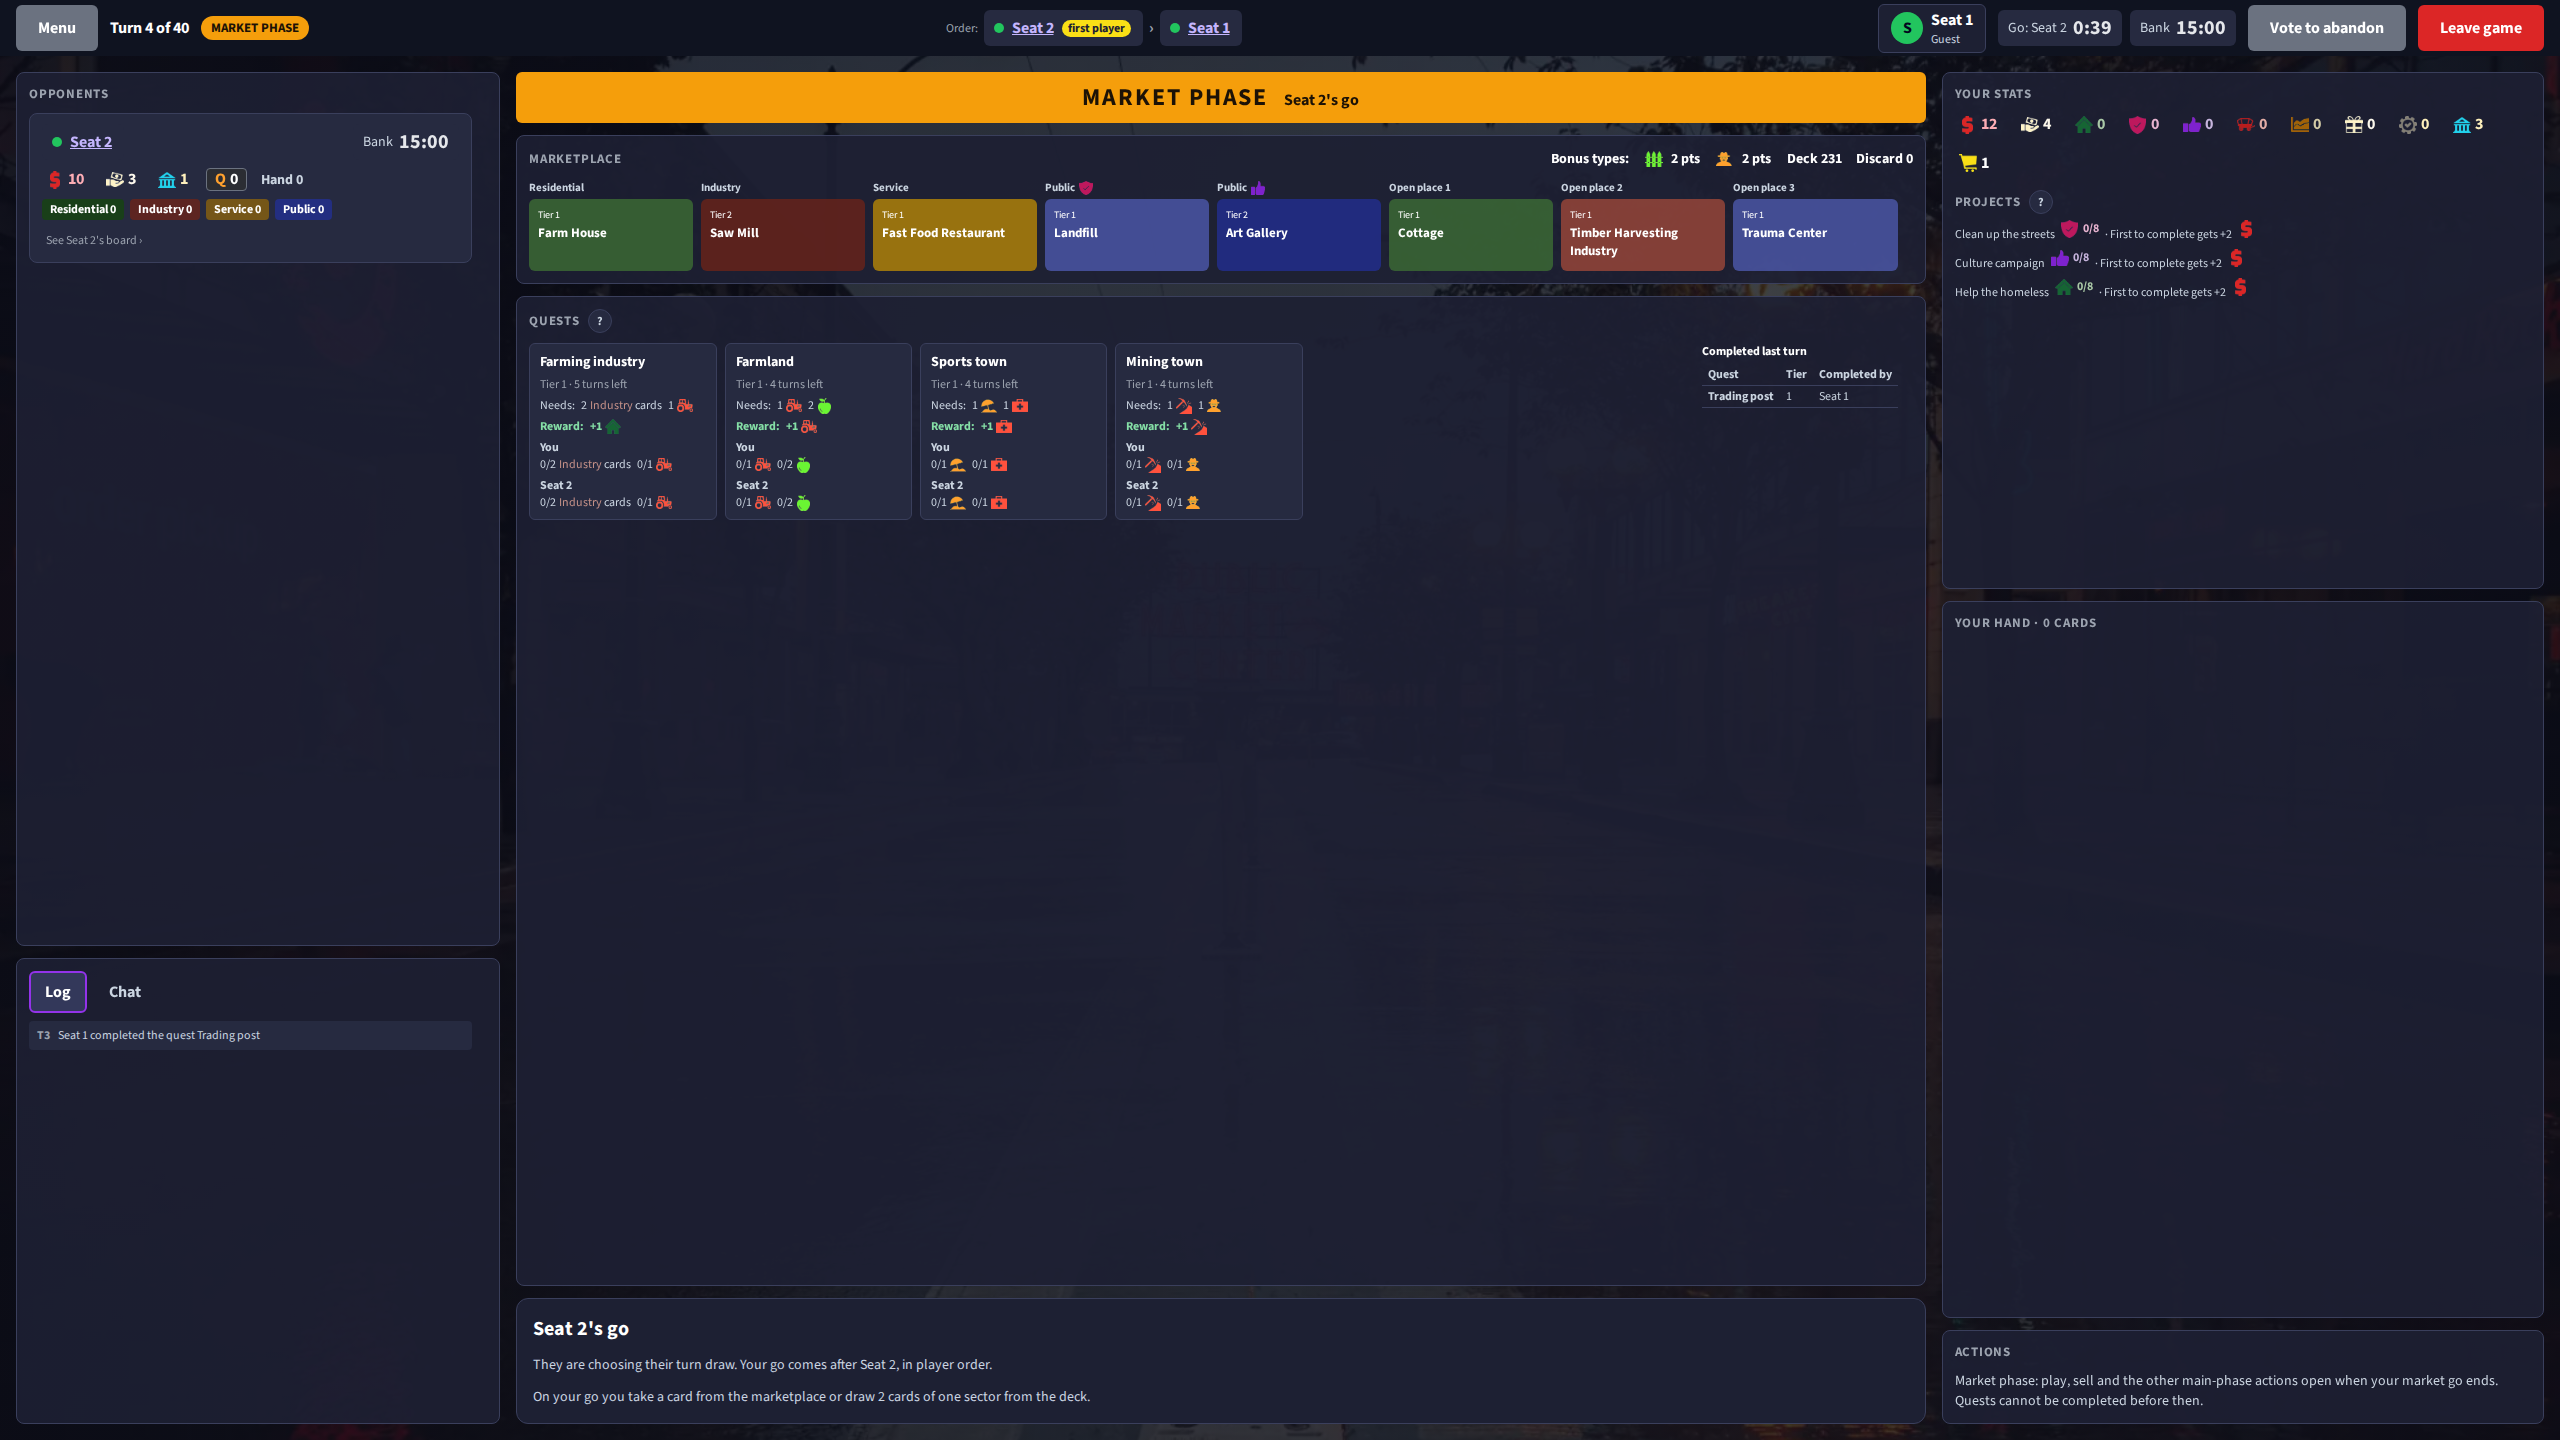 Menu
Turn 4 of 40
MARKET PHASE
Order:
Seat 2
first player
›
Seat 1
S
Seat 1
Guest
Go: Seat 2 0:39
Bank 15:00
Vote to abandon
Leave game
OPPONENTS
Seat 2
Bank 15:00
10
3
1
Q 0
Hand 0
Residential 0
Industry 0
Service 0
Public 0
See Seat 2's board ›
Log
Chat
T3 Seat 1 completed the quest Trading post
MARKET PHASE Seat 2's go
MARKETPLACE
Bonus types: 2 pts 2 pts Deck 231 Discard 0
Residential
Tier 1
Farm House
Industry
Tier 2
Saw Mill
Service
Tier 1
Fast Food Restaurant
Public
Tier 1
Landfill
Public
Tier 2
Art Gallery
Open place 1
Tier 1
Cottage
Open place 2
Tier 1
Timber Harvesting
Industry
Open place 3
Tier 1
Trauma Center
QUESTS ?
Farming industry
Tier 1 · 5 turns left
Needs: 2 Industry cards 1
Reward: +1
You
0/2 Industry cards 0/1
Seat 2
0/2 Industry cards 0/1
Farmland
Tier 1 · 4 turns left
Needs: 1 2
Reward: +1
You
0/1 0/2
Seat 2
0/1 0/2
Sports town
Tier 1 · 4 turns left
Needs: 1 1
Reward: +1
You
0/1 0/1
Seat 2
0/1 0/1
Mining town
Tier 1 · 4 turns left
Needs: 1 1
Reward: +1
You
0/1 0/1
Seat 2
0/1 0/1
Completed last turn
Quest Tier Completed by
Trading post 1 Seat 1
Seat 2's go
They are choosing their turn draw. Your go comes after Seat 2, in player order.
On your go you take a card from the marketplace or draw 2 cards of one sector from the deck.
YOUR STATS
12 4 0 0 0 0 0 0 0 3
1
PROJECTS ?
Clean up the streets 0/8 · First to complete gets +2
Culture campaign 0/8 · First to complete gets +2
Help the homeless 0/8 · First to complete gets +2
YOUR HAND · 0 CARDS
ACTIONS
Market phase: play, sell and the other main-phase actions open when your market go ends.
Quests cannot be completed before then.